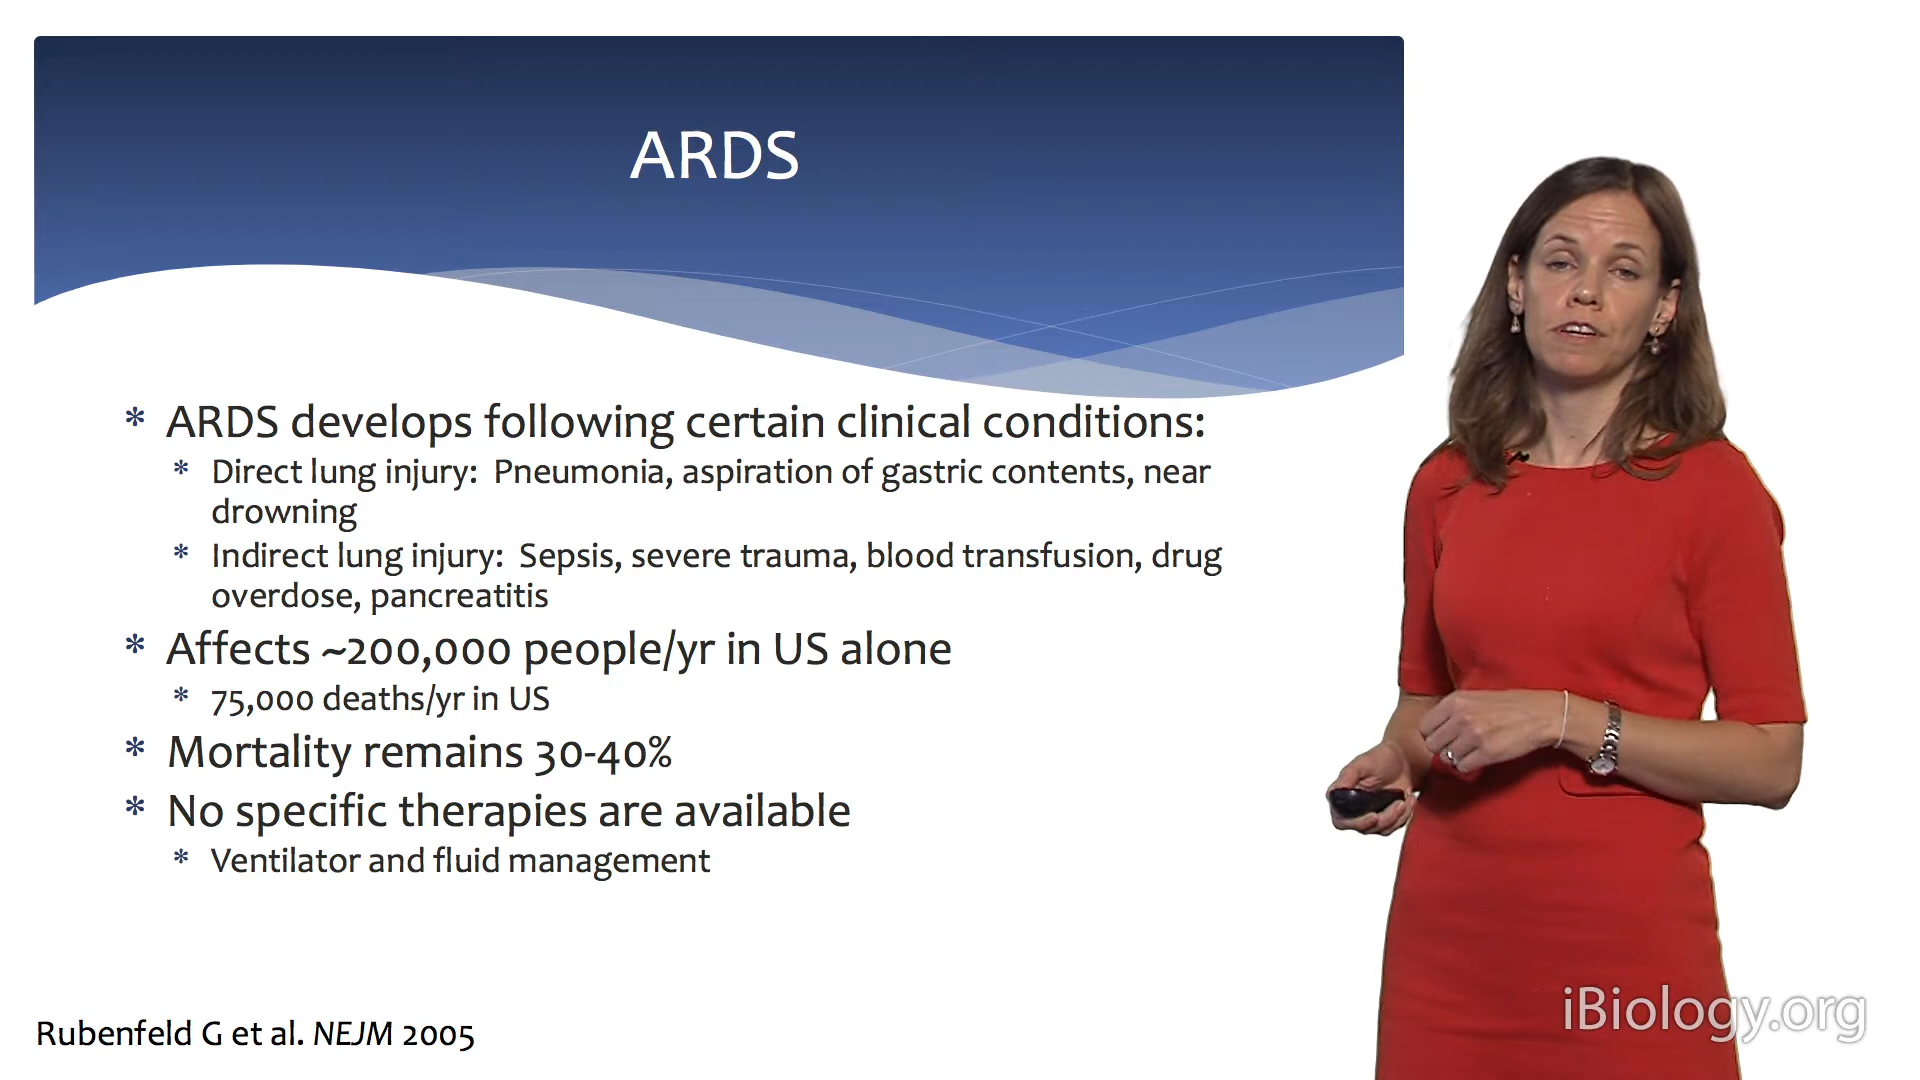 ARDS
* ARDS develops following certain clinical conditions:
* Direct lung injury: Pneumonia, aspiration of gastric contents, near
drowning
* Indirect lung injury: Sepsis, severe trauma, blood transfusion, drug
overdose, pancreatitis
* Affects ~200,000 people/yr in US alone
* 75,000 deaths/yr in US
* Mortality remains 30-40%
* No specific therapies are available
* Ventilator and fluid management
Rubenfeld G et al. NEJM 2005
iBiology.org